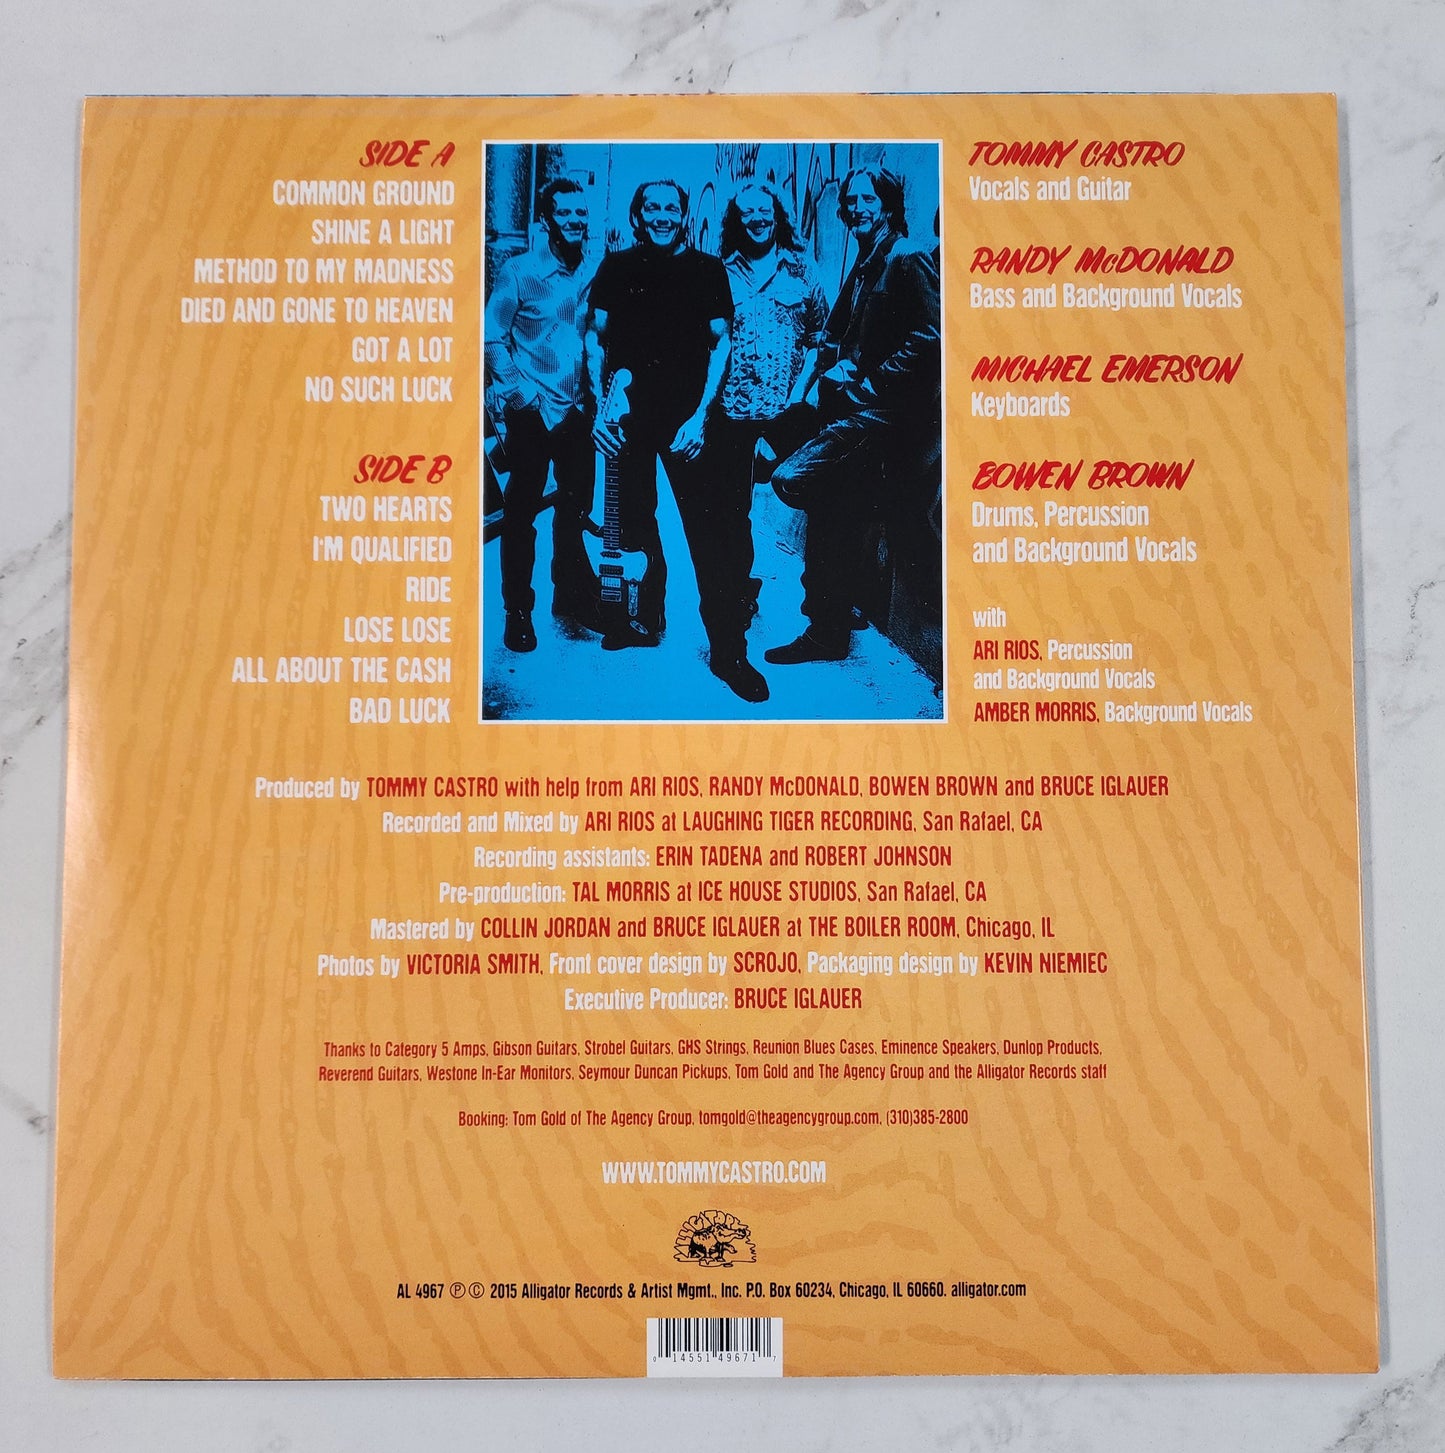 SIDE A
COMMON GROUND
SHINE A LIGHT
METHOD TO MY MADNESS
DIED AND GONE TO HEAVEN
GOT A LOT
NO SUCH LUCK
SIDE B
TWO HEARTS
I'M QUALIFIED
RIDE
LOSE LOSE
ALL ABOUT THE CASH
BAD LUCK
TOMMY CASTRO
Vocals and Guitar
RANDY McDONALD
Bass and Background Vocals
MICHAEL EMERSON
Keyboards
BOWEN BROWN
Drums, Percussion
and Background Vocals
with
ARI RIOS, Percussion
and Background Vocals
AMBER MORRIS, Background Vocals
Produced by TOMMY CASTRO with help from ARI RIOS, RANDY McDONALD, BOWEN BROWN and BRUCE IGLAUER
Recorded and Mixed by ARI RIOS at LAUGHING TIGER RECORDING, San Rafael, CA
Recording assistants: ERIN TADENA and ROBERT JOHNSON
Pre-production: TAL MORRIS at ICE HOUSE STUDIOS, San Rafael, CA
Mastered by COLLIN JORDAN and BRUCE IGLAUER at THE BOILER ROOM, Chicago, IL
Photos by VICTORIA SMITH, Front cover design by SCROJO, Packaging design by KEVIN NIEMIEC
Executive Producer: BRUCE IGLAUER
Thanks to Category 5 Amps, Gibson Guitars, Strobel Guitars, GHS Strings, Reunion Blues Cases, Eminence Speakers, Dunlop Products,
Reverend Guitars, Westone In-Ear Monitors, Seymour Duncan Pickups, Tom Gold and The Agency Group and the Alligator Records staff
Booking: Tom Gold of The Agency Group, tomgold@theagencygroup.com, (310)385-2800
WWW.TOMMYCASTRO.COM
ALLIGATOR
AL 4967 ℗ © 2015 Alligator Records & Artist Mgmt., Inc. P.O. Box 60234, Chicago, IL 60660. alligator.com
0 14551 49671 7